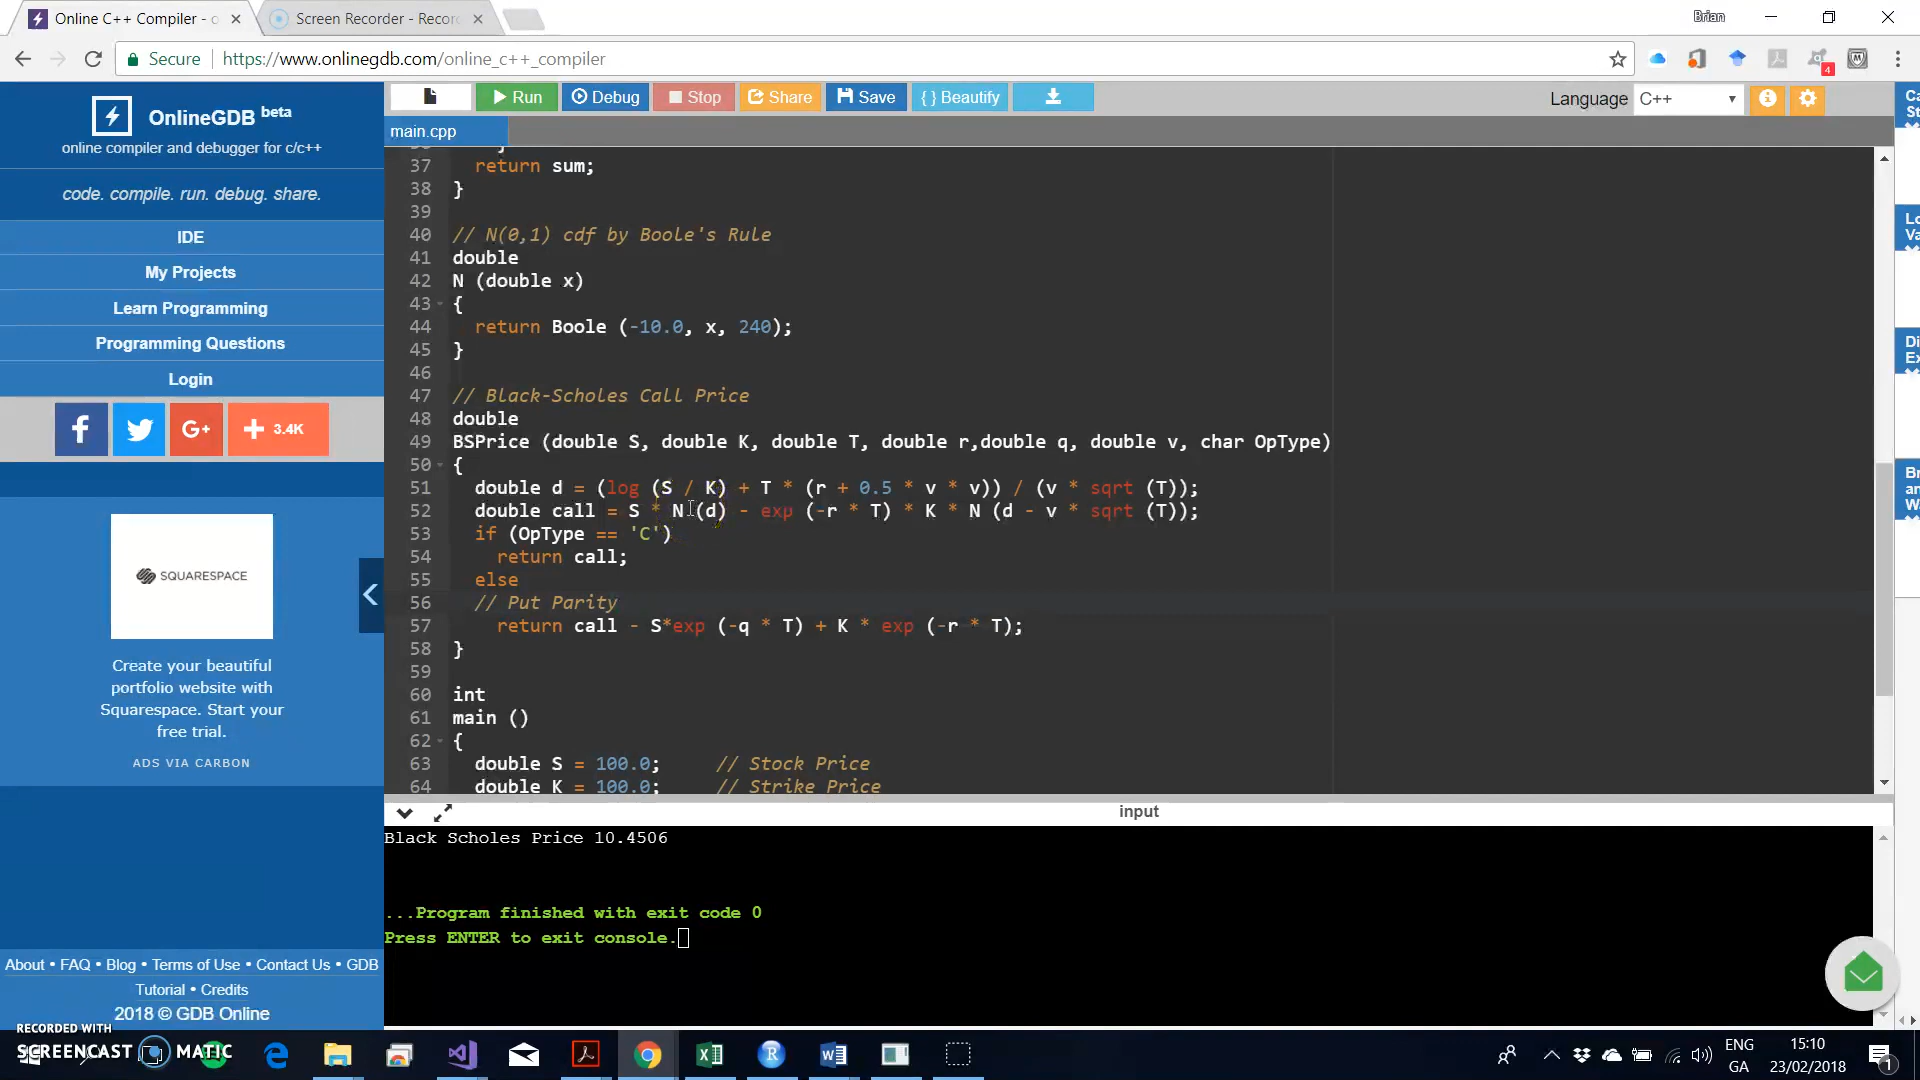 Online C++ Compiler - o
Screen Recorder - Recor
Brian
Secure
https://www.onlinegdb.com/online_c++_compiler
4
OnlineGDB beta
online compiler and debugger for c/c++
code. compile. run. debug. share.
IDE
My Projects
Learn Programming
Programming Questions
Login
3.4K
SQUARESPACE
Create your beautiful
portfolio website with
Squarespace. Start your
free trial.
ADS VIA CARBON
About • FAQ • Blog • Terms of Use • Contact Us • GDB
Tutorial • Credits
2018 © GDB Online
Run
Debug
Stop
Share
Save
{ } Beautify
Language
C++
main.cpp
37 return sum;
38 }
39
40 // N(0,1) cdf by Boole's Rule
41 double
42 N (double x)
43 {
44 return Boole (-10.0, x, 240);
45 }
46
47 // Black-Scholes Call Price
48 double
49 BSPrice (double S, double K, double T, double r,double q, double v, char OpType)
50 {
51 double d = (log (S / K) + T * (r + 0.5 * v * v)) / (v * sqrt (T));
52 double call = S * N (d) - exp (-r * T) * K * N (d - v * sqrt (T));
53 if (OpType == 'C')
54 return call;
55 else
56 // Put Parity
57 return call - S*exp (-q * T) + K * exp (-r * T);
58 }
59
60 int
61 main ()
62 {
63 double S = 100.0; // Stock Price
64 double K = 100.0; // Strike Price
input
Black Scholes Price 10.4506
...Program finished with exit code 0
Press ENTER to exit console.
RECORDED WITH
SCREENCAST MATIC
ENG
GA
15:10
23/02/2018
1